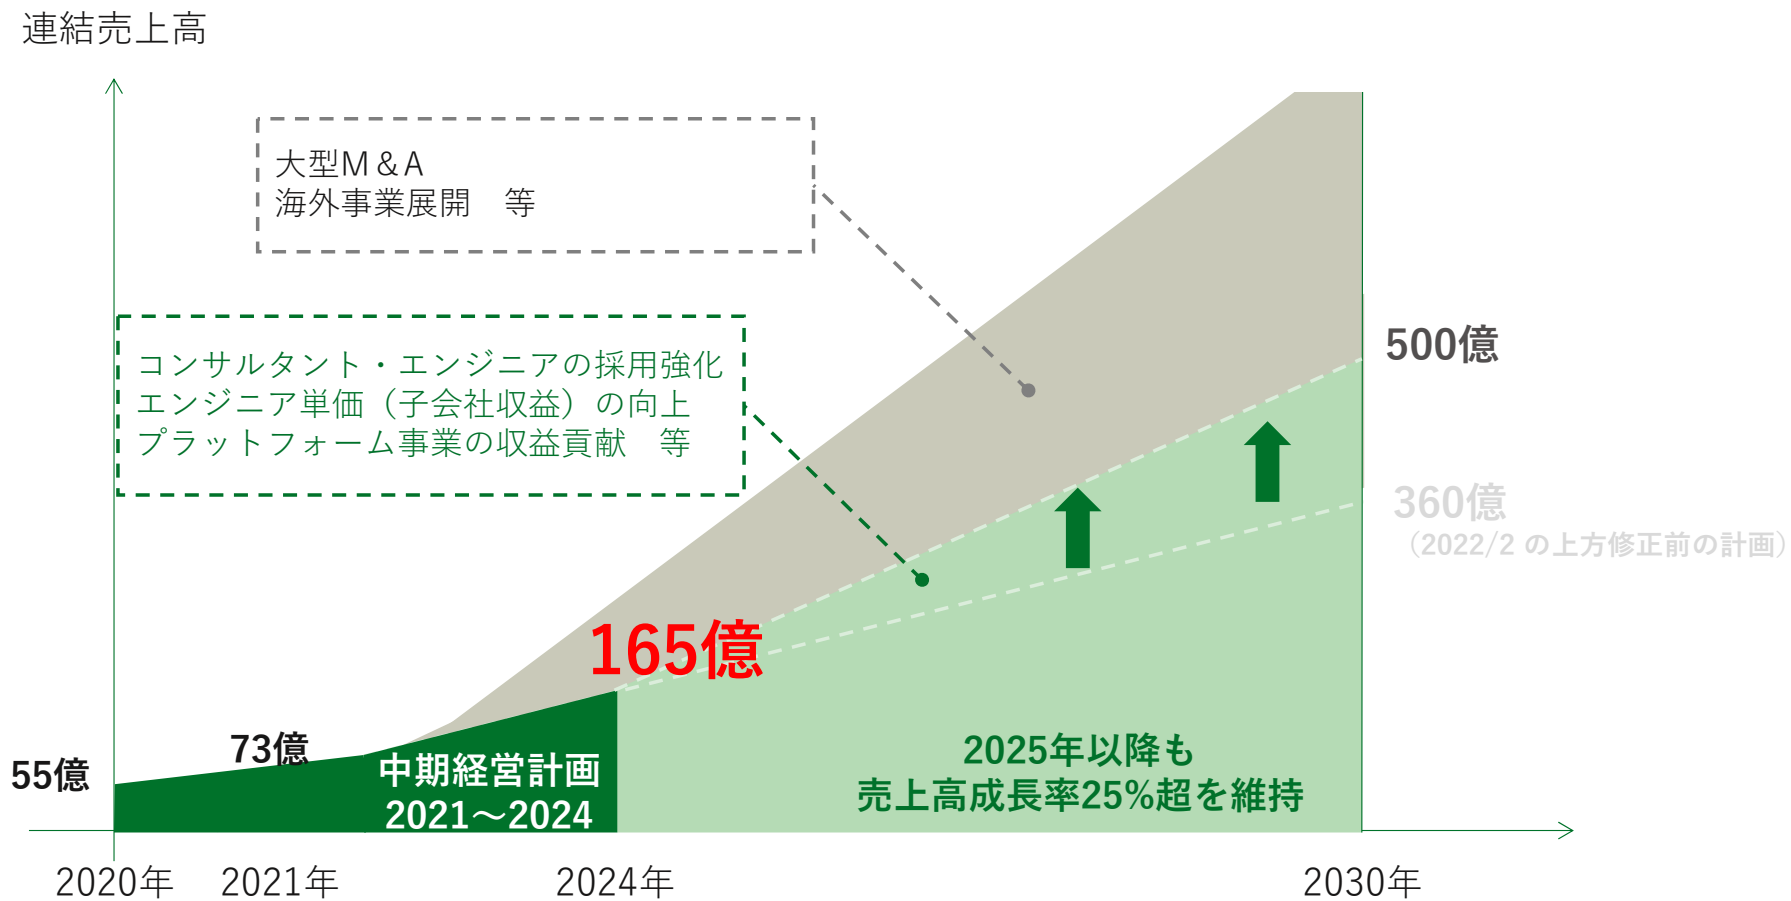 連結売上高
大型M＆A
海外事業展開　等
コンサルタント・エンジニアの採用強化
エンジニア単価（子会社収益）の向上
プラットフォーム事業の収益貢献　等
500億
360億
（2022/2 の上方修正前の計画）
165億
73億
55億
中期経営計画
2021～2024
2025年以降も
売上高成長率25%超を維持
2020年
2021年
2024年
2030年